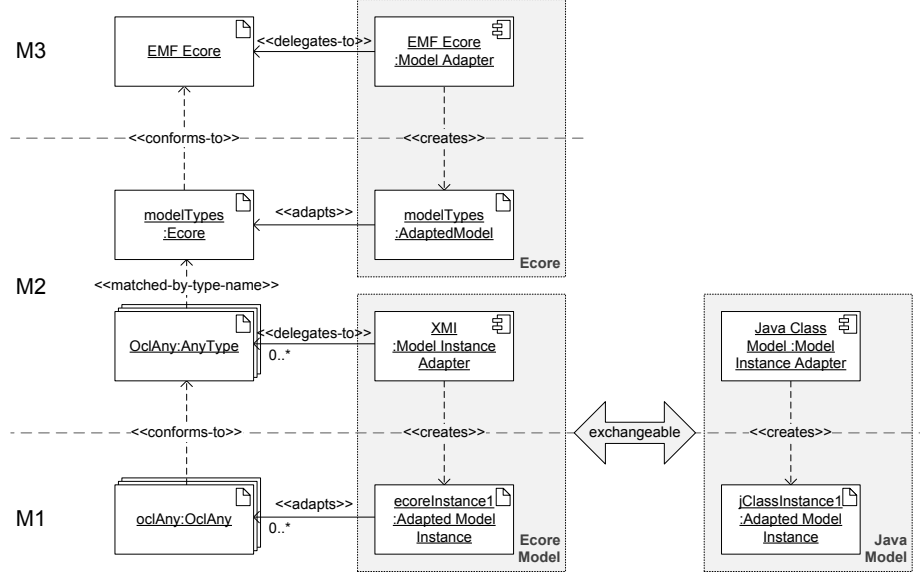 M3
EMF Ecore
<<delegates-to>>
EMF Ecore
:Model Adapter
<<conforms-to>>
<<creates>>
modelTypes
:Ecore
<<adapts>>
modelTypes
:AdaptedModel
Ecore
M2
<<matched-by-type-name>>
OclAny:AnyType
<<delegates-to>>
0..*
XMI
:Model Instance
Adapter
Java Class
Model :Model
Instance Adapter
<<conforms-to>>
<<creates>>
exchangeable
<<creates>>
M1
oclAny:OclAny
<<adapts>>
0..*
ecoreInstance1
:Adapted Model
Instance
Ecore
Model
jClassInstance1
:Adapted Model
Instance
Java
Model